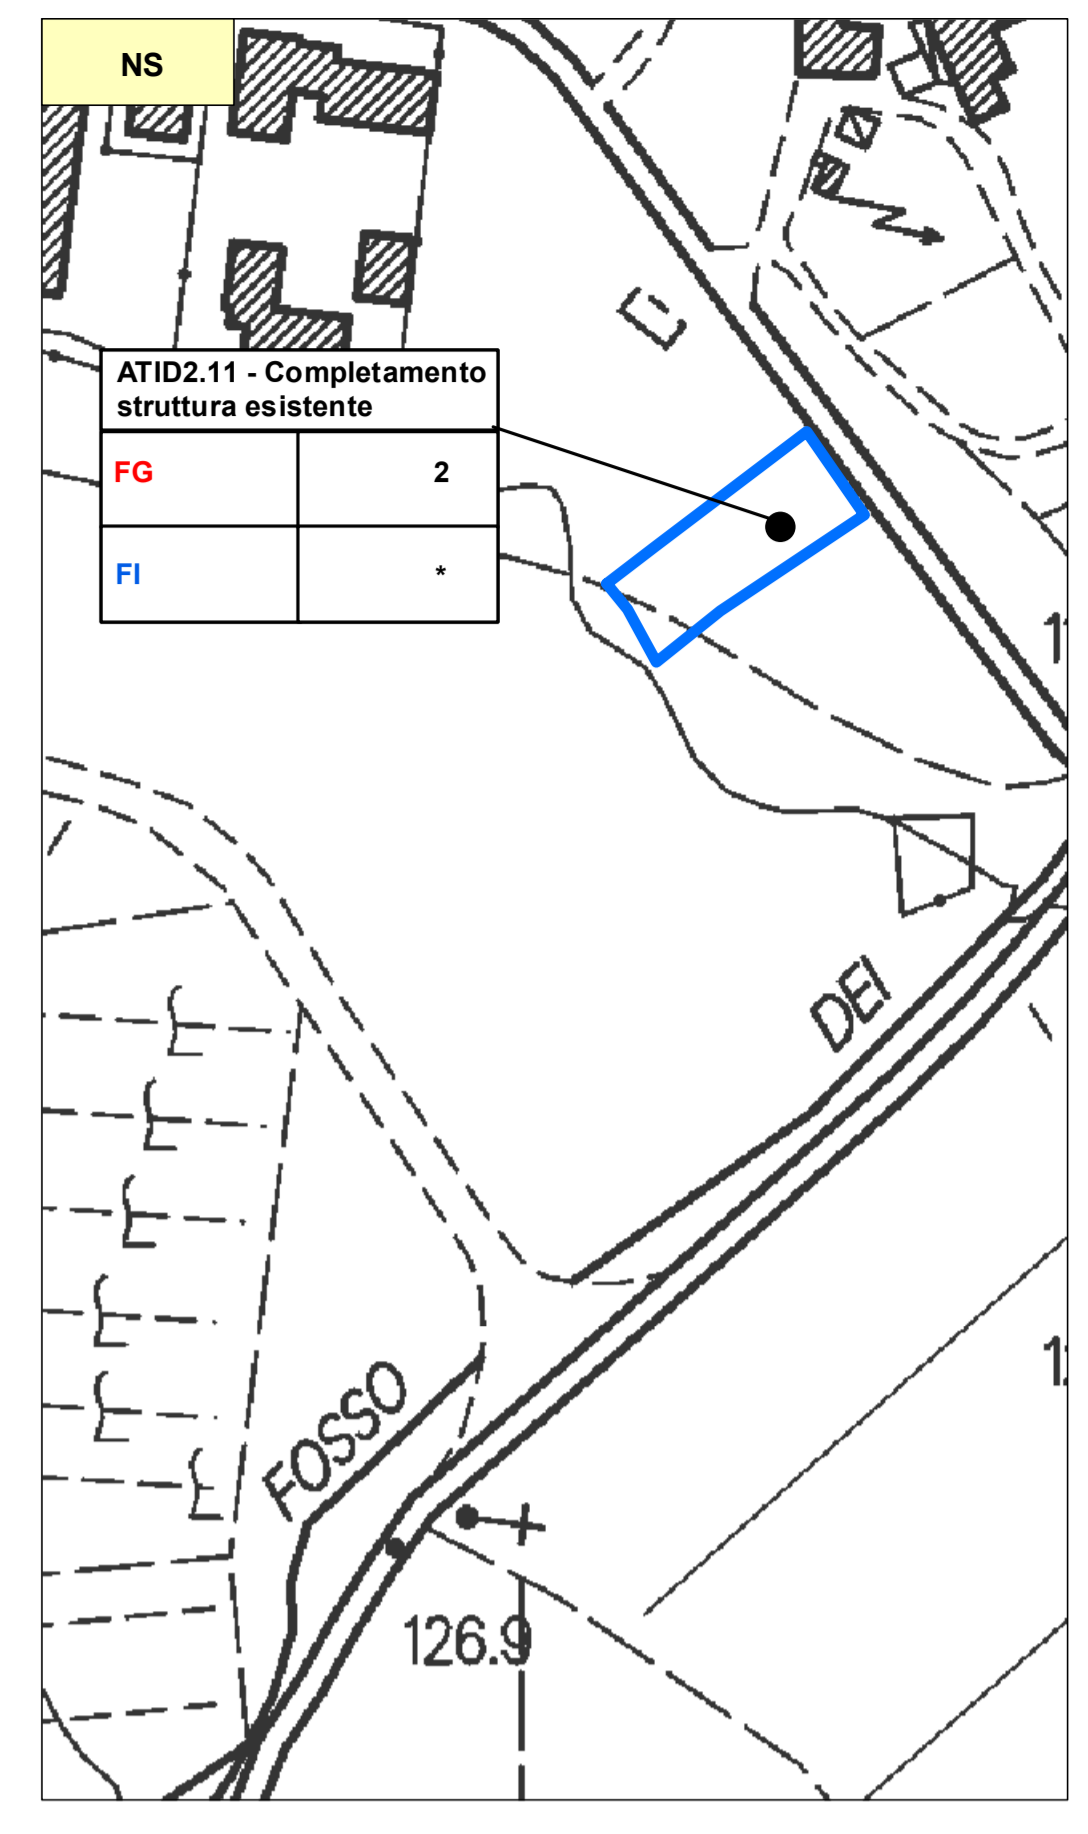 NS
ATID2.11 - Completamento
struttura esistente
FG 2
FI *
DEI
FOSSO
126.9